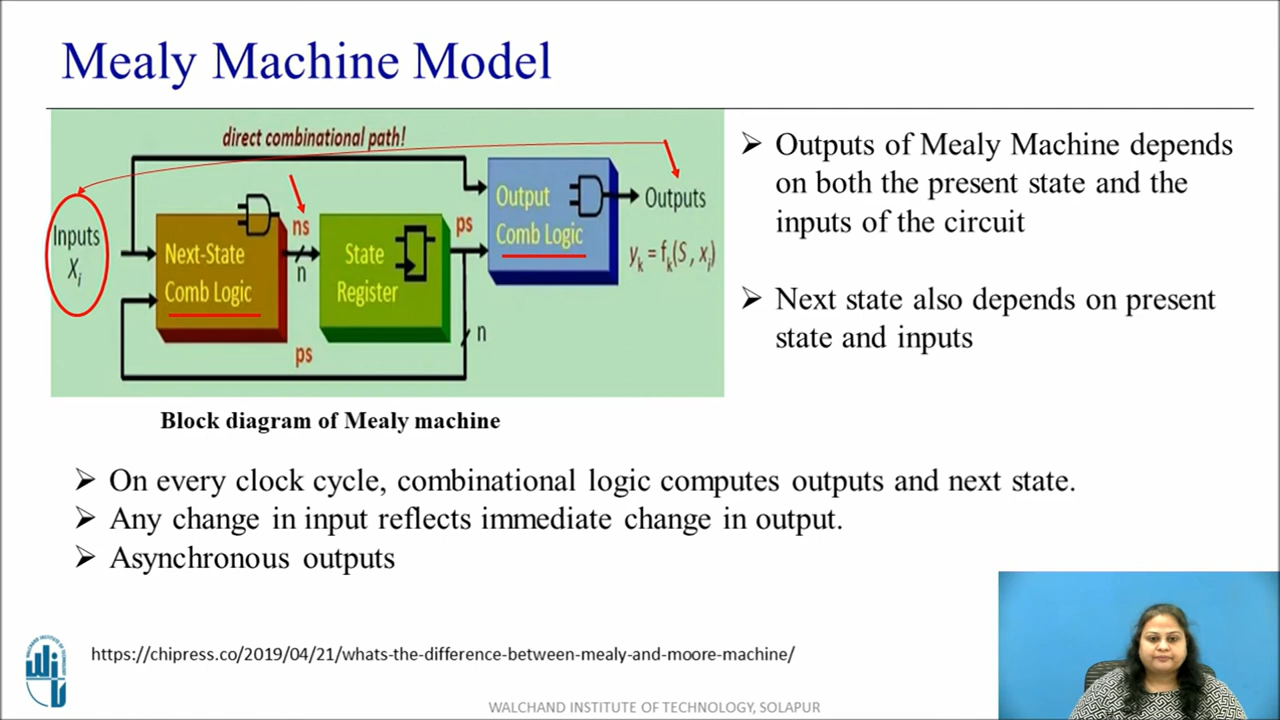 Mealy Machine Model
direct combinational path!
Inputs
Xi
Next-State
Comb Logic
ns
n
State
Register
ps
Output
Comb Logic
Outputs
yk = fk(S , xi)
n
ps
Block diagram of Mealy machine
➢ Outputs of Mealy Machine depends
on both the present state and the
inputs of the circuit
➢ Next state also depends on present
state and inputs
➢ On every clock cycle, combinational logic computes outputs and next state.
➢ Any change in input reflects immediate change in output.
➢ Asynchronous outputs
https://chipress.co/2019/04/21/whats-the-difference-between-mealy-and-moore-machine/
WALCHAND INSTITUTE OF TECHNOLOGY, SOLAPUR